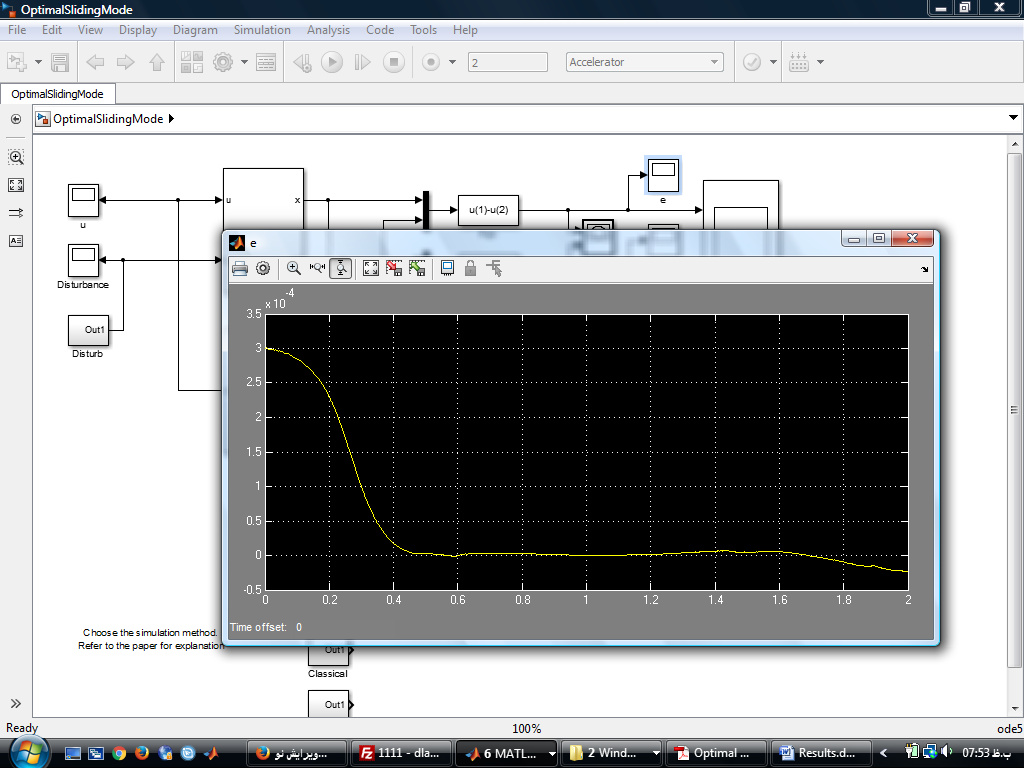 OptimalSlidingMode
File Edit View Display Diagram Simulation Analysis Code Tools Help
2 Accelerator
OptimalSlidingMode
OptimalSlidingMode
u
u
x
u(1)-u(2)
e
Disturbance
Out1
Disturb
e
x 10
-4
3.5
3
2.5
2
1.5
1
0.5
0
-0.5
0 0.2 0.4 0.6 0.8 1 1.2 1.4 1.6 1.8 2
Time offset: 0
Choose the simulation method.
Refer to the paper for explanation
Out1
Classical
Out1
Ready 100% ode5
ویرایش نو... 1111 - dla... 6 MATL... 2 Wind... Optimal ... Results.d... 07:53 ب.ظ